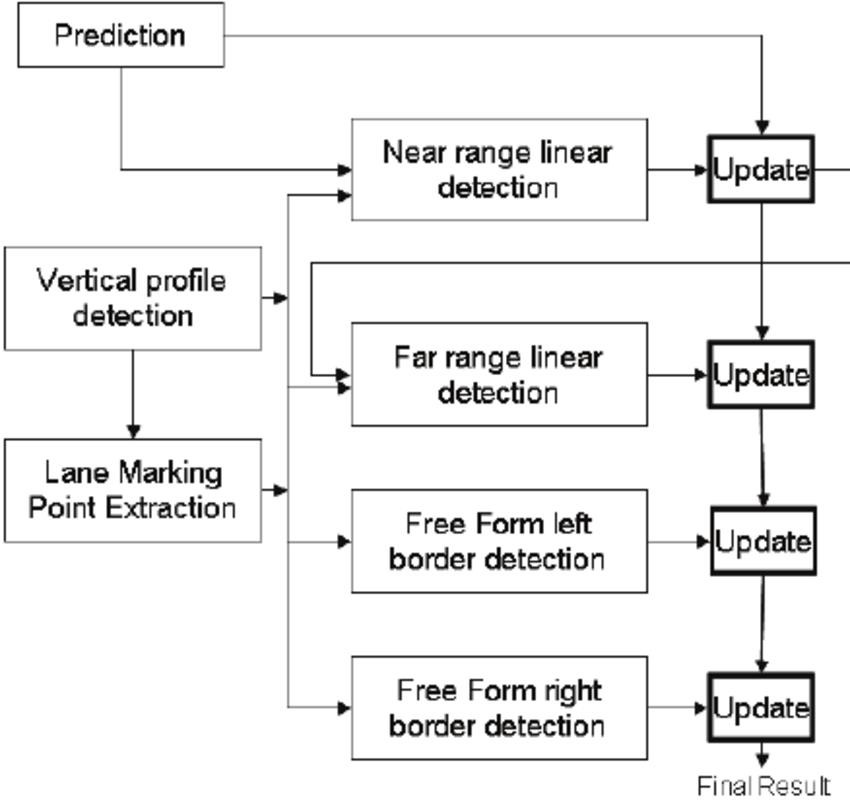 Prediction
Near range linear
detection
Update
Vertical profile
detection
Far range linear
detection
Update
Lane Marking
Point Extraction
Free Form left
border detection
Update
Free Form right
border detection
Update
Final Result